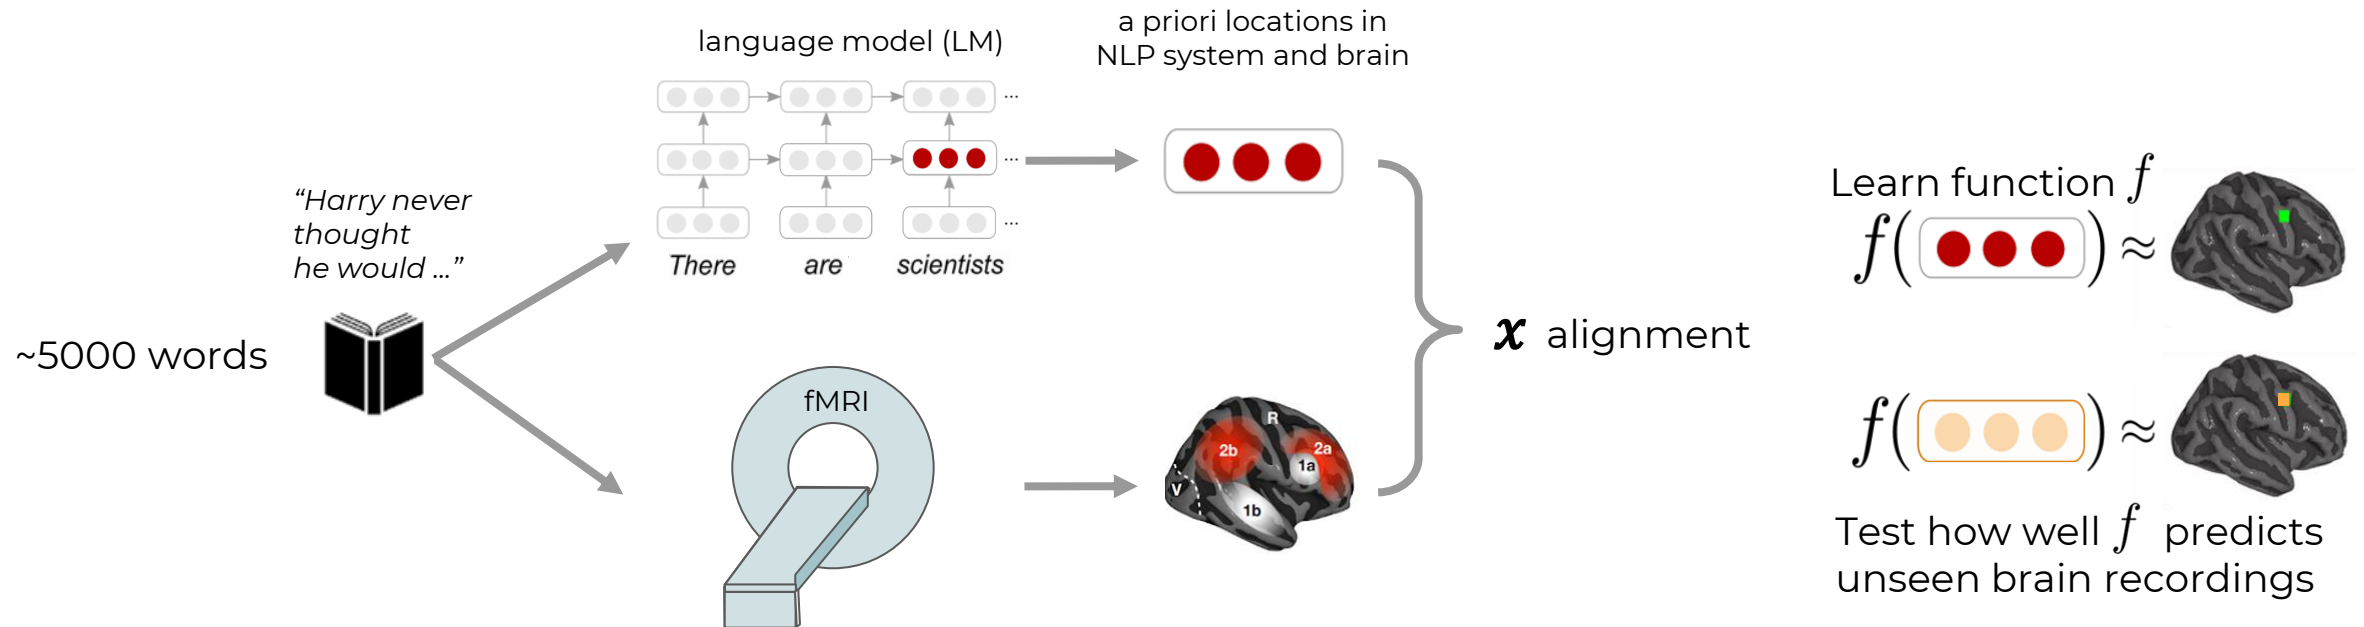 ~5000 words
“Harry never
thought
he would ...”
language model (LM)
...
...
...
There
are
scientists
fMRI
a priori locations in
NLP system and brain
R
2b
2a
1a
1b
V
x alignment
Learn function f
f( ) ≈
f( ) ≈
Test how well f predicts
unseen brain recordings